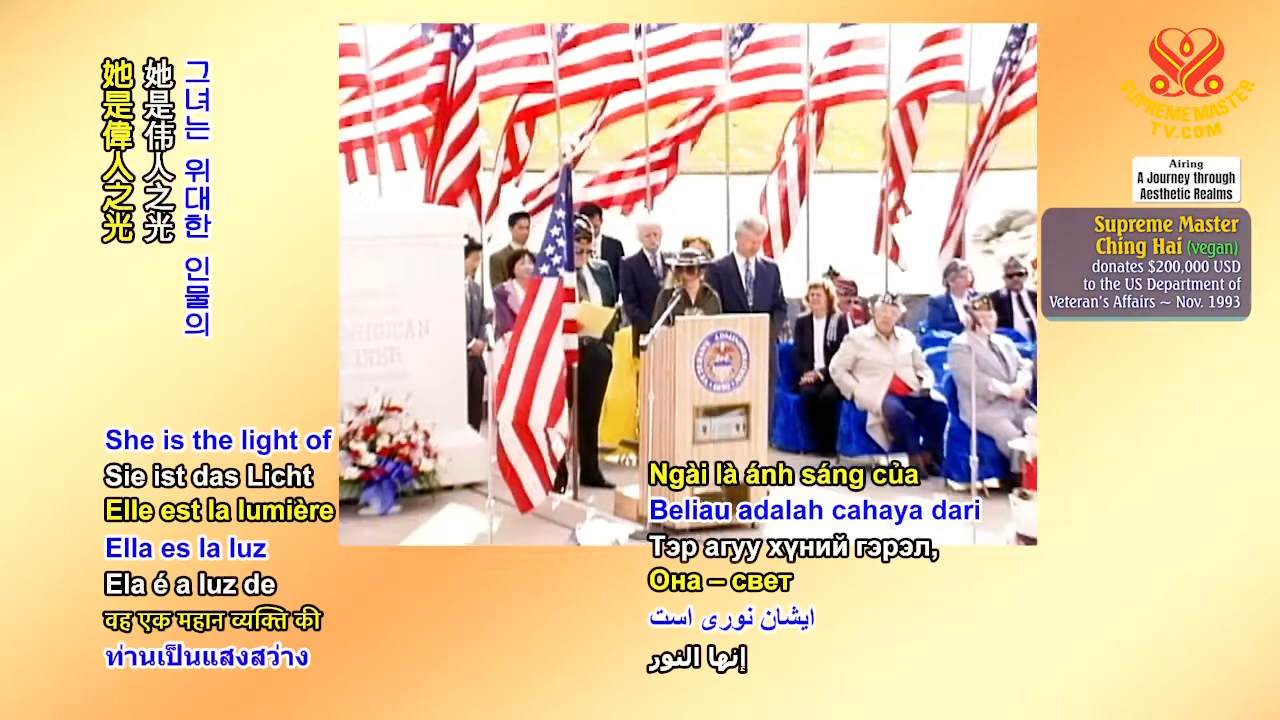 她是偉人之光
她是伟人之光
그녀는 위대한 인물의
She is the light of
Sie ist das Licht
Elle est la lumière
Ella es la luz
Ela é a luz de
वह एक महान व्यक्ति की
ท่านเป็นแสงสว่าง
Ngài là ánh sáng của
Beliau adalah cahaya dari
Тэр агуу хүний гэрэл,
Она – свет
ایشان نوری است
إنها النور
SUPREME MASTER
TV.COM
Airing
A Journey through
Aesthetic Realms
Supreme Master
Ching Hai (vegan)
donates $200,000 USD
to the US Department of
Veteran's Affairs ~ Nov. 1993